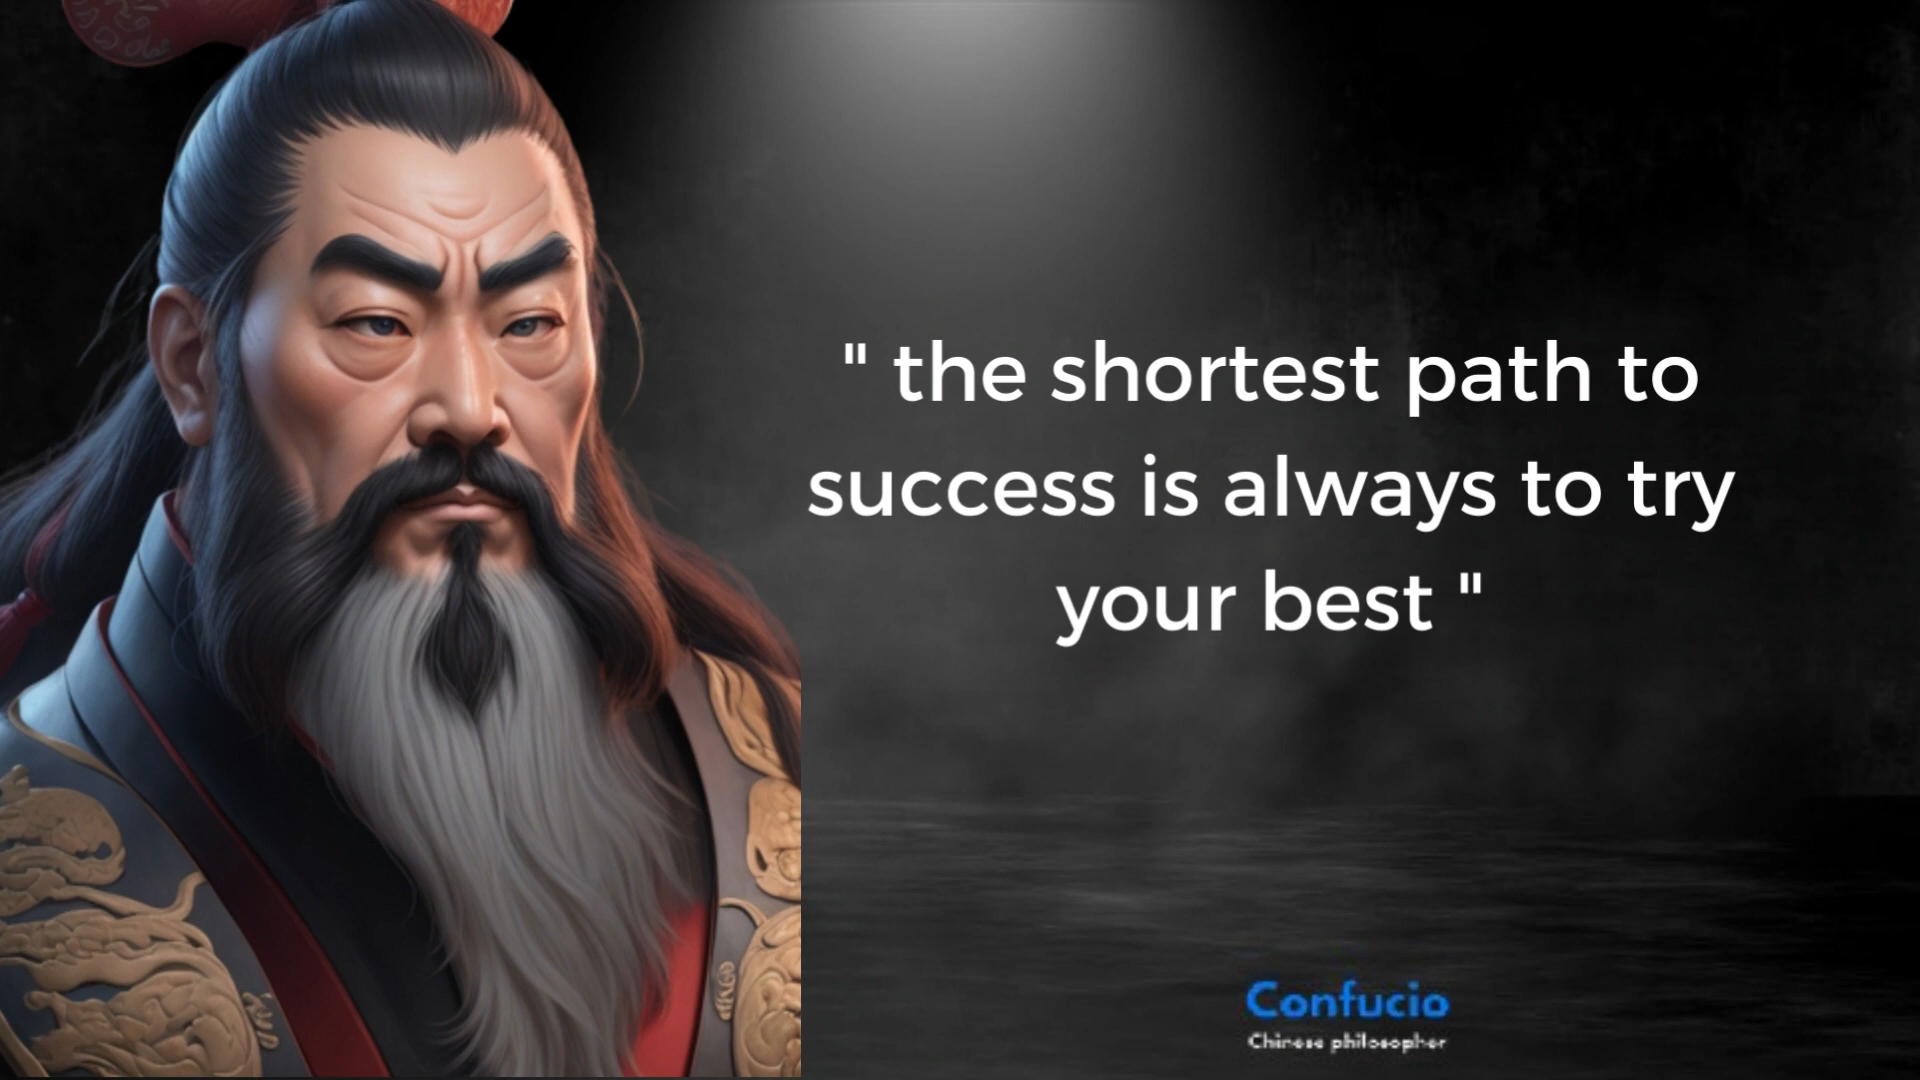 " the shortest path to
success is always to try
your best "
Confucio
Chinese philosopher